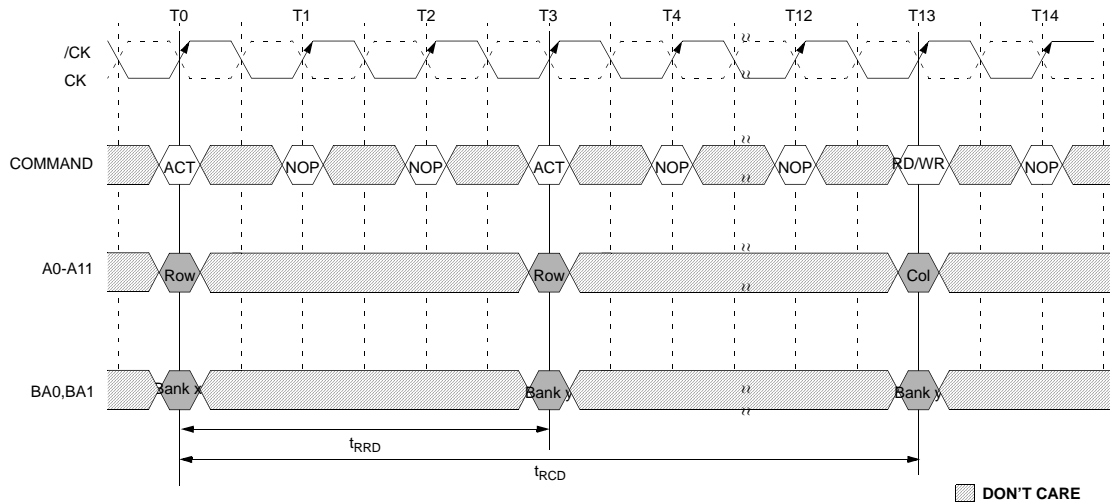 T0 T1 T2 T3 T4 T12 T13 T14
/CK
CK
COMMAND ACT NOP NOP ACT NOP NOP RD/WR NOP
A0-A11 Row Row Col
BA0,BA1 Bank x Bank y Bank y
tRRD
tRCD
DON'T CARE